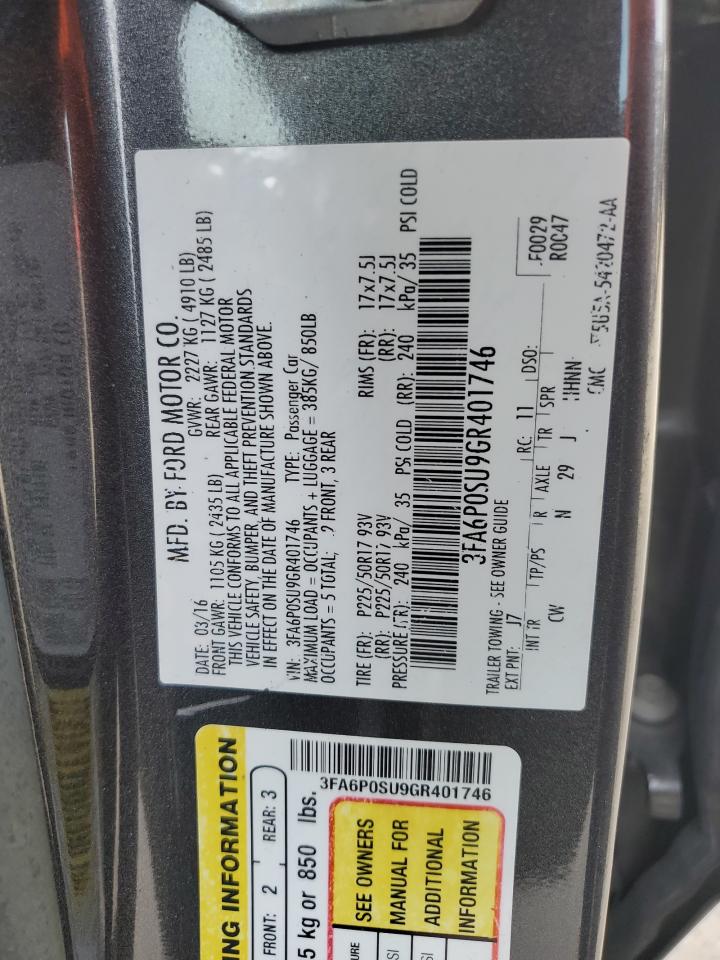 MFD. BY FORD MOTOR CO.
DATE: 03/16 GVWR: 2227 KG ( 4910 LB)
FRONT GAWR: 1105 KG ( 2435 LB) REAR GAWR: 1127 KG ( 2485 LB)
THIS VEHICLE CONFORMS TO ALL APPLICABLE FEDERAL MOTOR
VEHICLE SAFETY, BUMPER, AND THEFT PREVENTION STANDARDS
IN EFFECT ON THE DATE OF MANUFACTURE SHOWN ABOVE.
VIN: 3FA6P0SU9GR401746 TYPE: Passenger Car
MAXIMUM LOAD = OCCUPANTS + LUGGAGE = 385KG/ 850LB
OCCUPANTS = 5 TOTAL; 2 FRONT, 3 REAR
TIRE (FR): P225/50R17 93V RIMS (FR): 17x7.5J
(RR): P225/50R17 93V (RR): 17x7.5J
PRESSURE (FR): 240 kPa/ 35 PSI COLD (RR): 240 kPa/ 35 PSI COLD
3FA6P0SU9GR401746
TRAILER TOWING - SEE OWNER GUIDE F0029
EXT PNT: J7 RC: 11 DSO: R0C47
INT TR TP/PS R AXLE TR SPR
CW N 29 J HHNN
5U5A-5420472-AA
ING INFORMATION
FRONT: 2 REAR: 3
3FA6P0SU9GR401746
5 kg or 850 lbs.
SEE OWNERS
MANUAL FOR
ADDITIONAL
INFORMATION